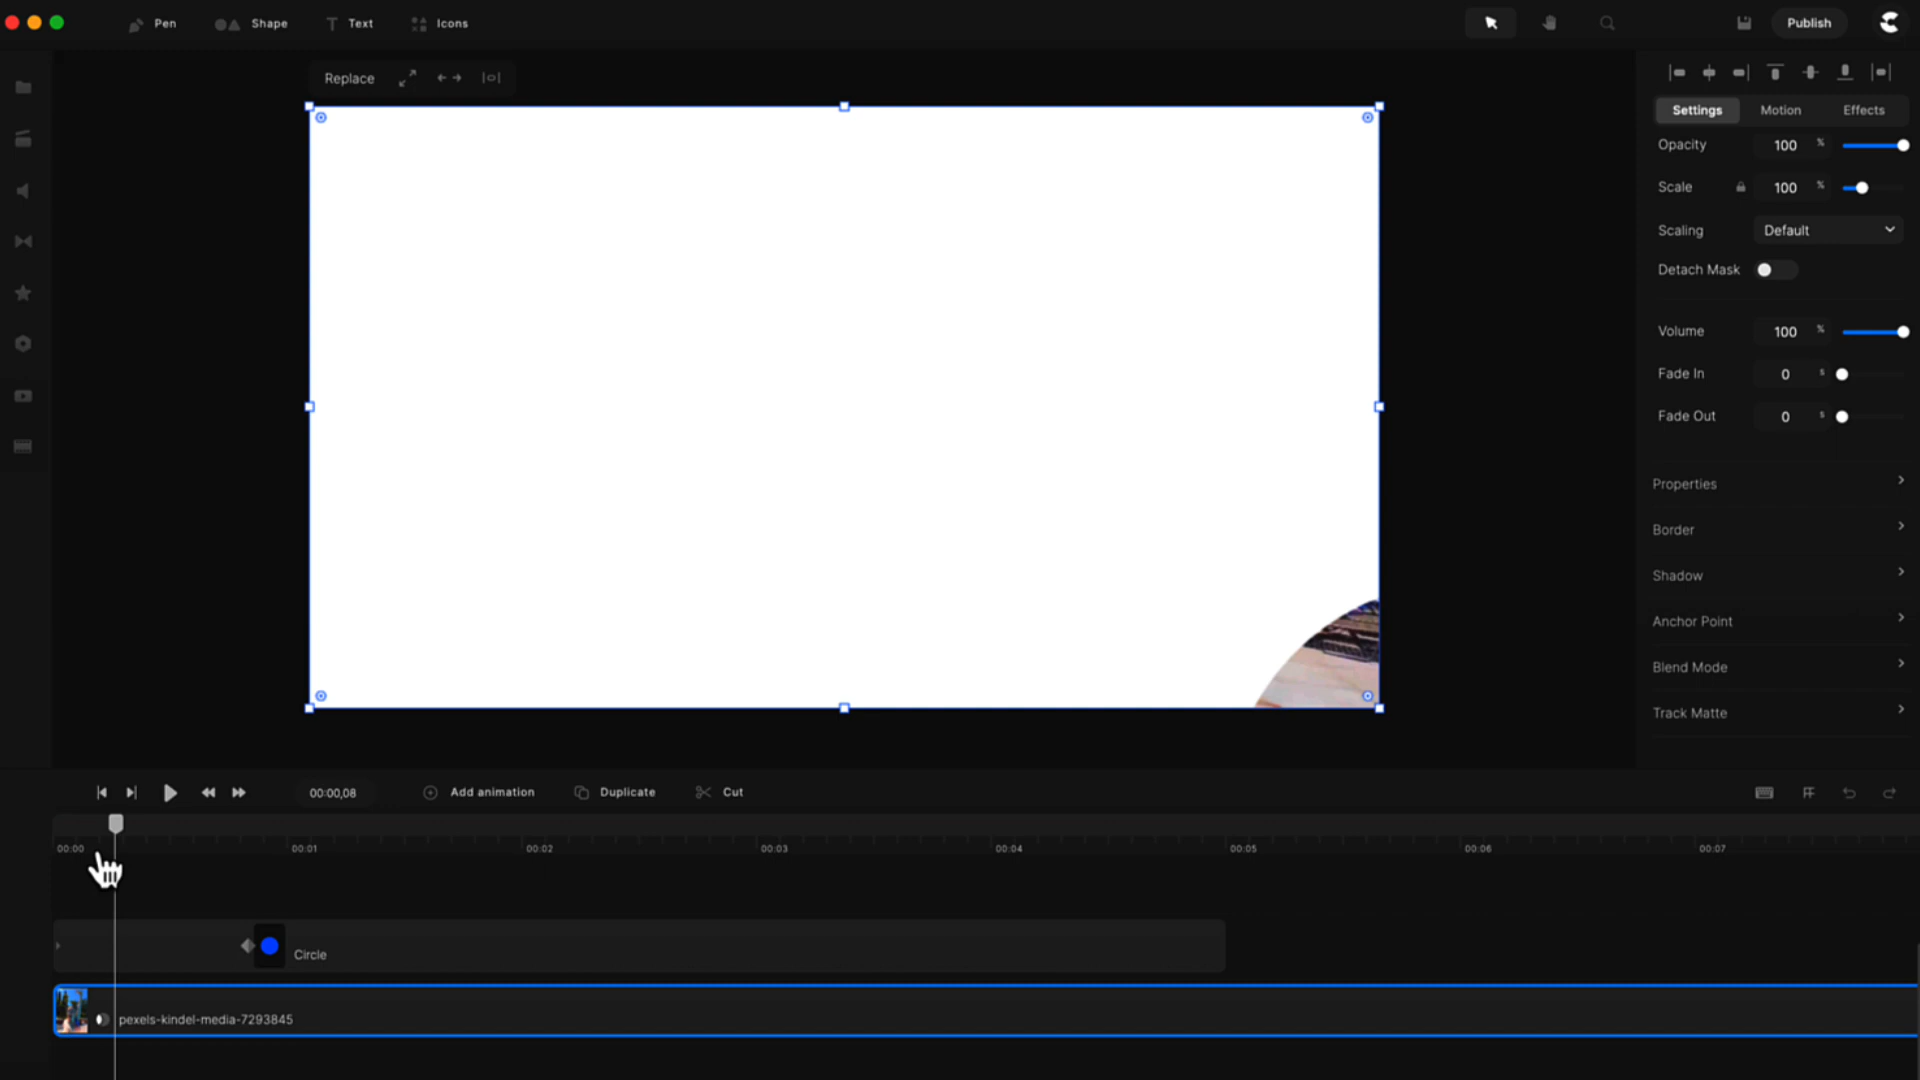 Pen
Shape
Text
Icons
Publish
Replace
Settings
Motion
Effects
Opacity 100 %
Scale 100 %
Scaling Default
Detach Mask
Volume 100 %
Fade In 0 s
Fade Out 0 s
Properties
Border
Shadow
Anchor Point
Blend Mode
Track Matte
00:00,08
Add animation
Duplicate
Cut
00:00
00:01
00:02
00:03
00:04
00:05
00:06
00:07
Circle
pexels-kindel-media-7293845